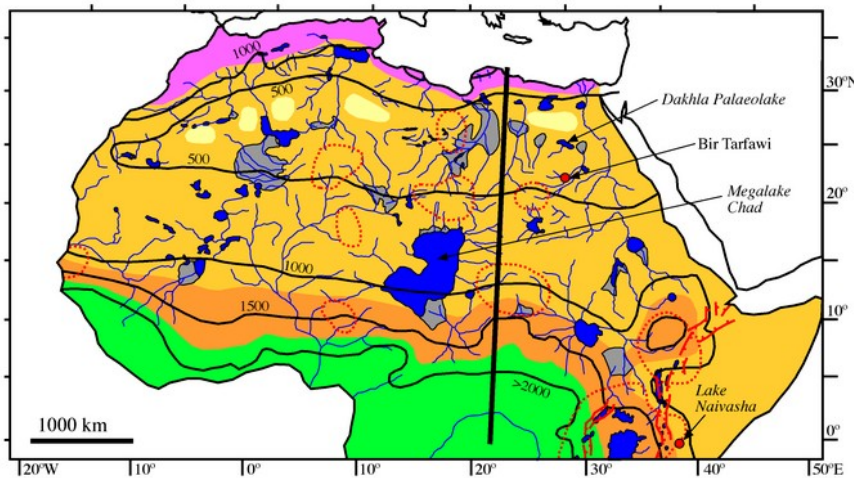 1000
500
30°N
Dakhla Palaeolake
Bir Tarfawi
500
Megalake
Chad
20°
1000
1500
10°
>2000
Lake
Naivasha
1000 km
0°
20°W
10°
0°
10°
20°
30°
40°
50°E